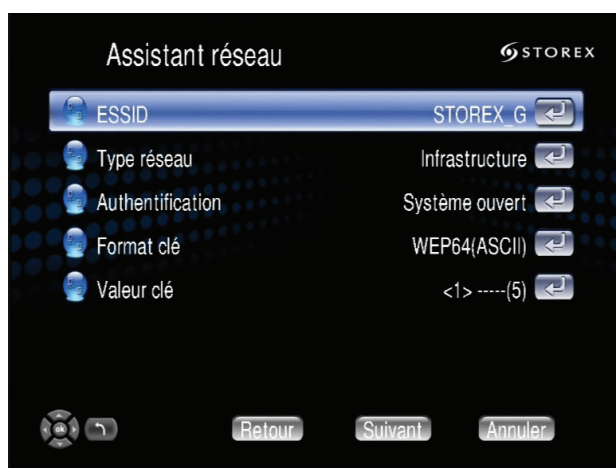 Assistant réseau
STOREX
ESSID STOREX_G
Type réseau Infrastructure
Authentification Système ouvert
Format clé WEP64(ASCII)
Valeur clé <1> -----(5)
ok Retour Suivant Annuler